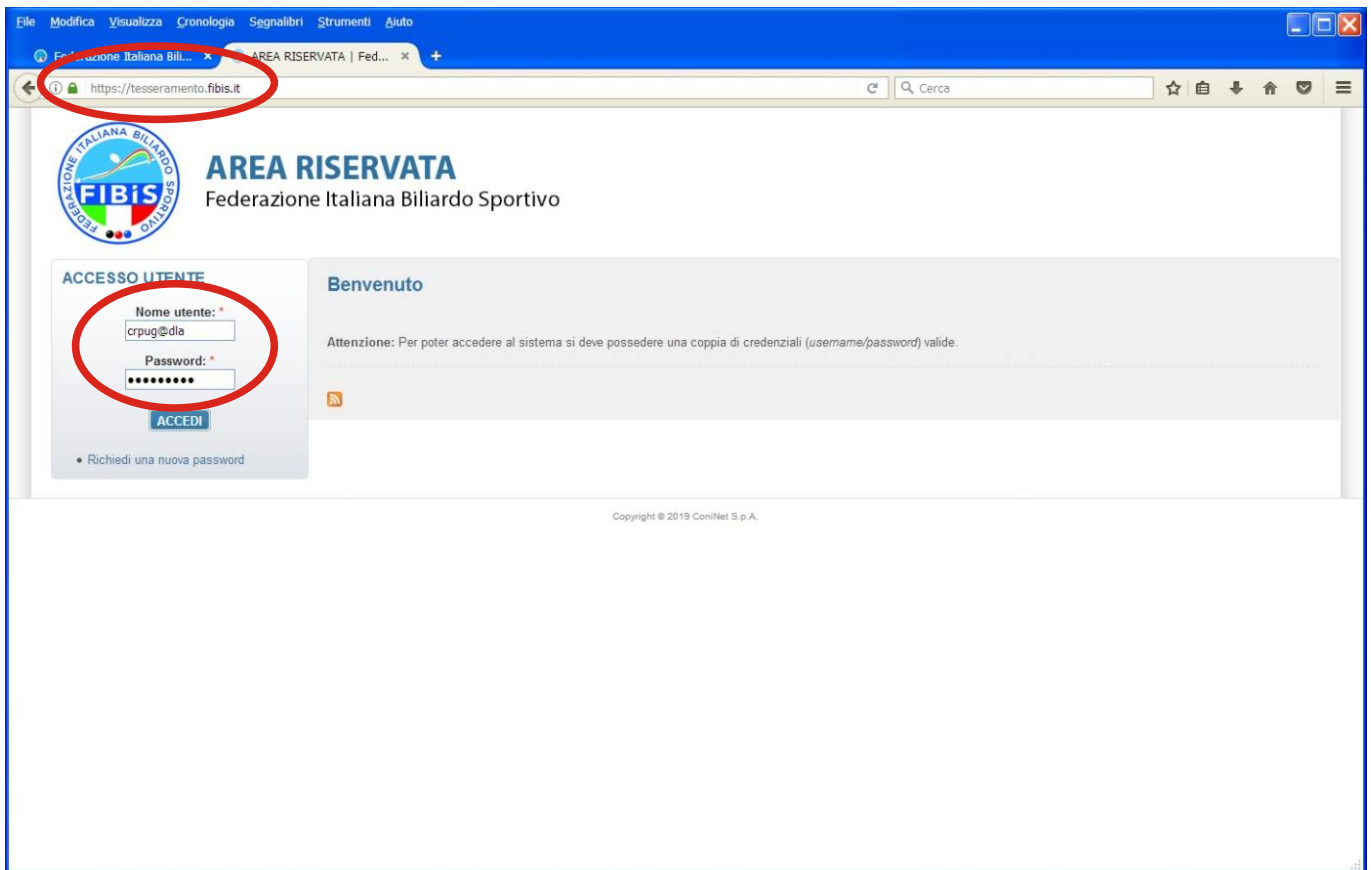 File Modifica Visualizza Cronologia Segnalibri Strumenti Aiuto
Federazione Italiana Bili... × AREA RISERVATA | Fed... × +
https://tesseramento.fibis.it Cerca
FEDERAZIONE ITALIANA BILIARDO SPORTIVO
FIBiS
AREA RISERVATA
Federazione Italiana Biliardo Sportivo
ACCESSO UTENTE
Nome utente: *
crpug@dla
Password: *
•••••••••
ACCEDI
• Richiedi una nuova password
Benvenuto
Attenzione: Per poter accedere al sistema si deve possedere una coppia di credenziali (username/password) valide.
Copyright © 2019 ConiNet S.p.A.